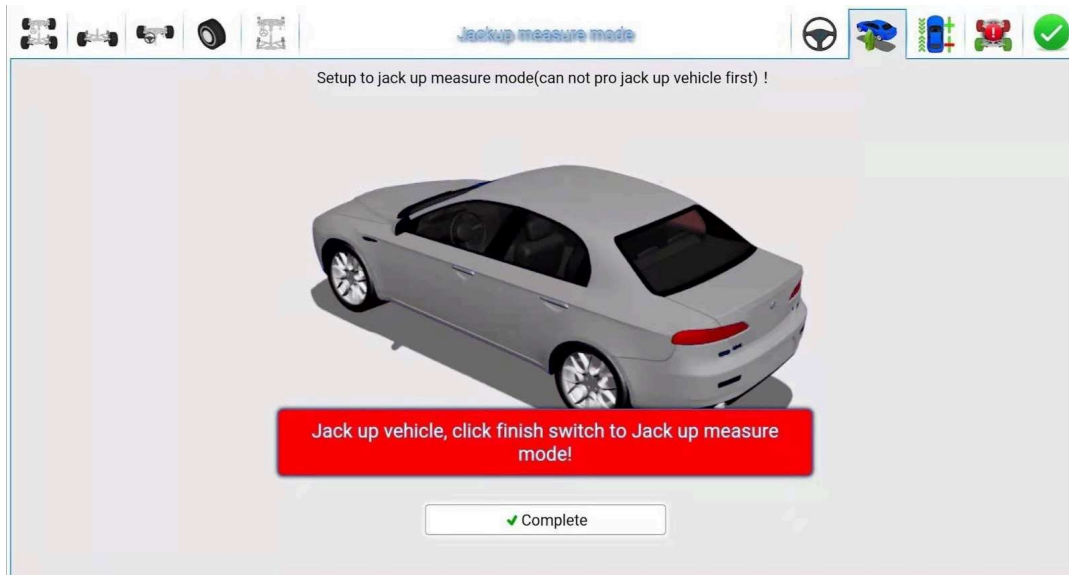 Jackup measure mode
Setup to jack up measure mode(can not pro jack up vehicle first) !
Jack up vehicle, click finish switch to Jack up measure
mode!
Complete